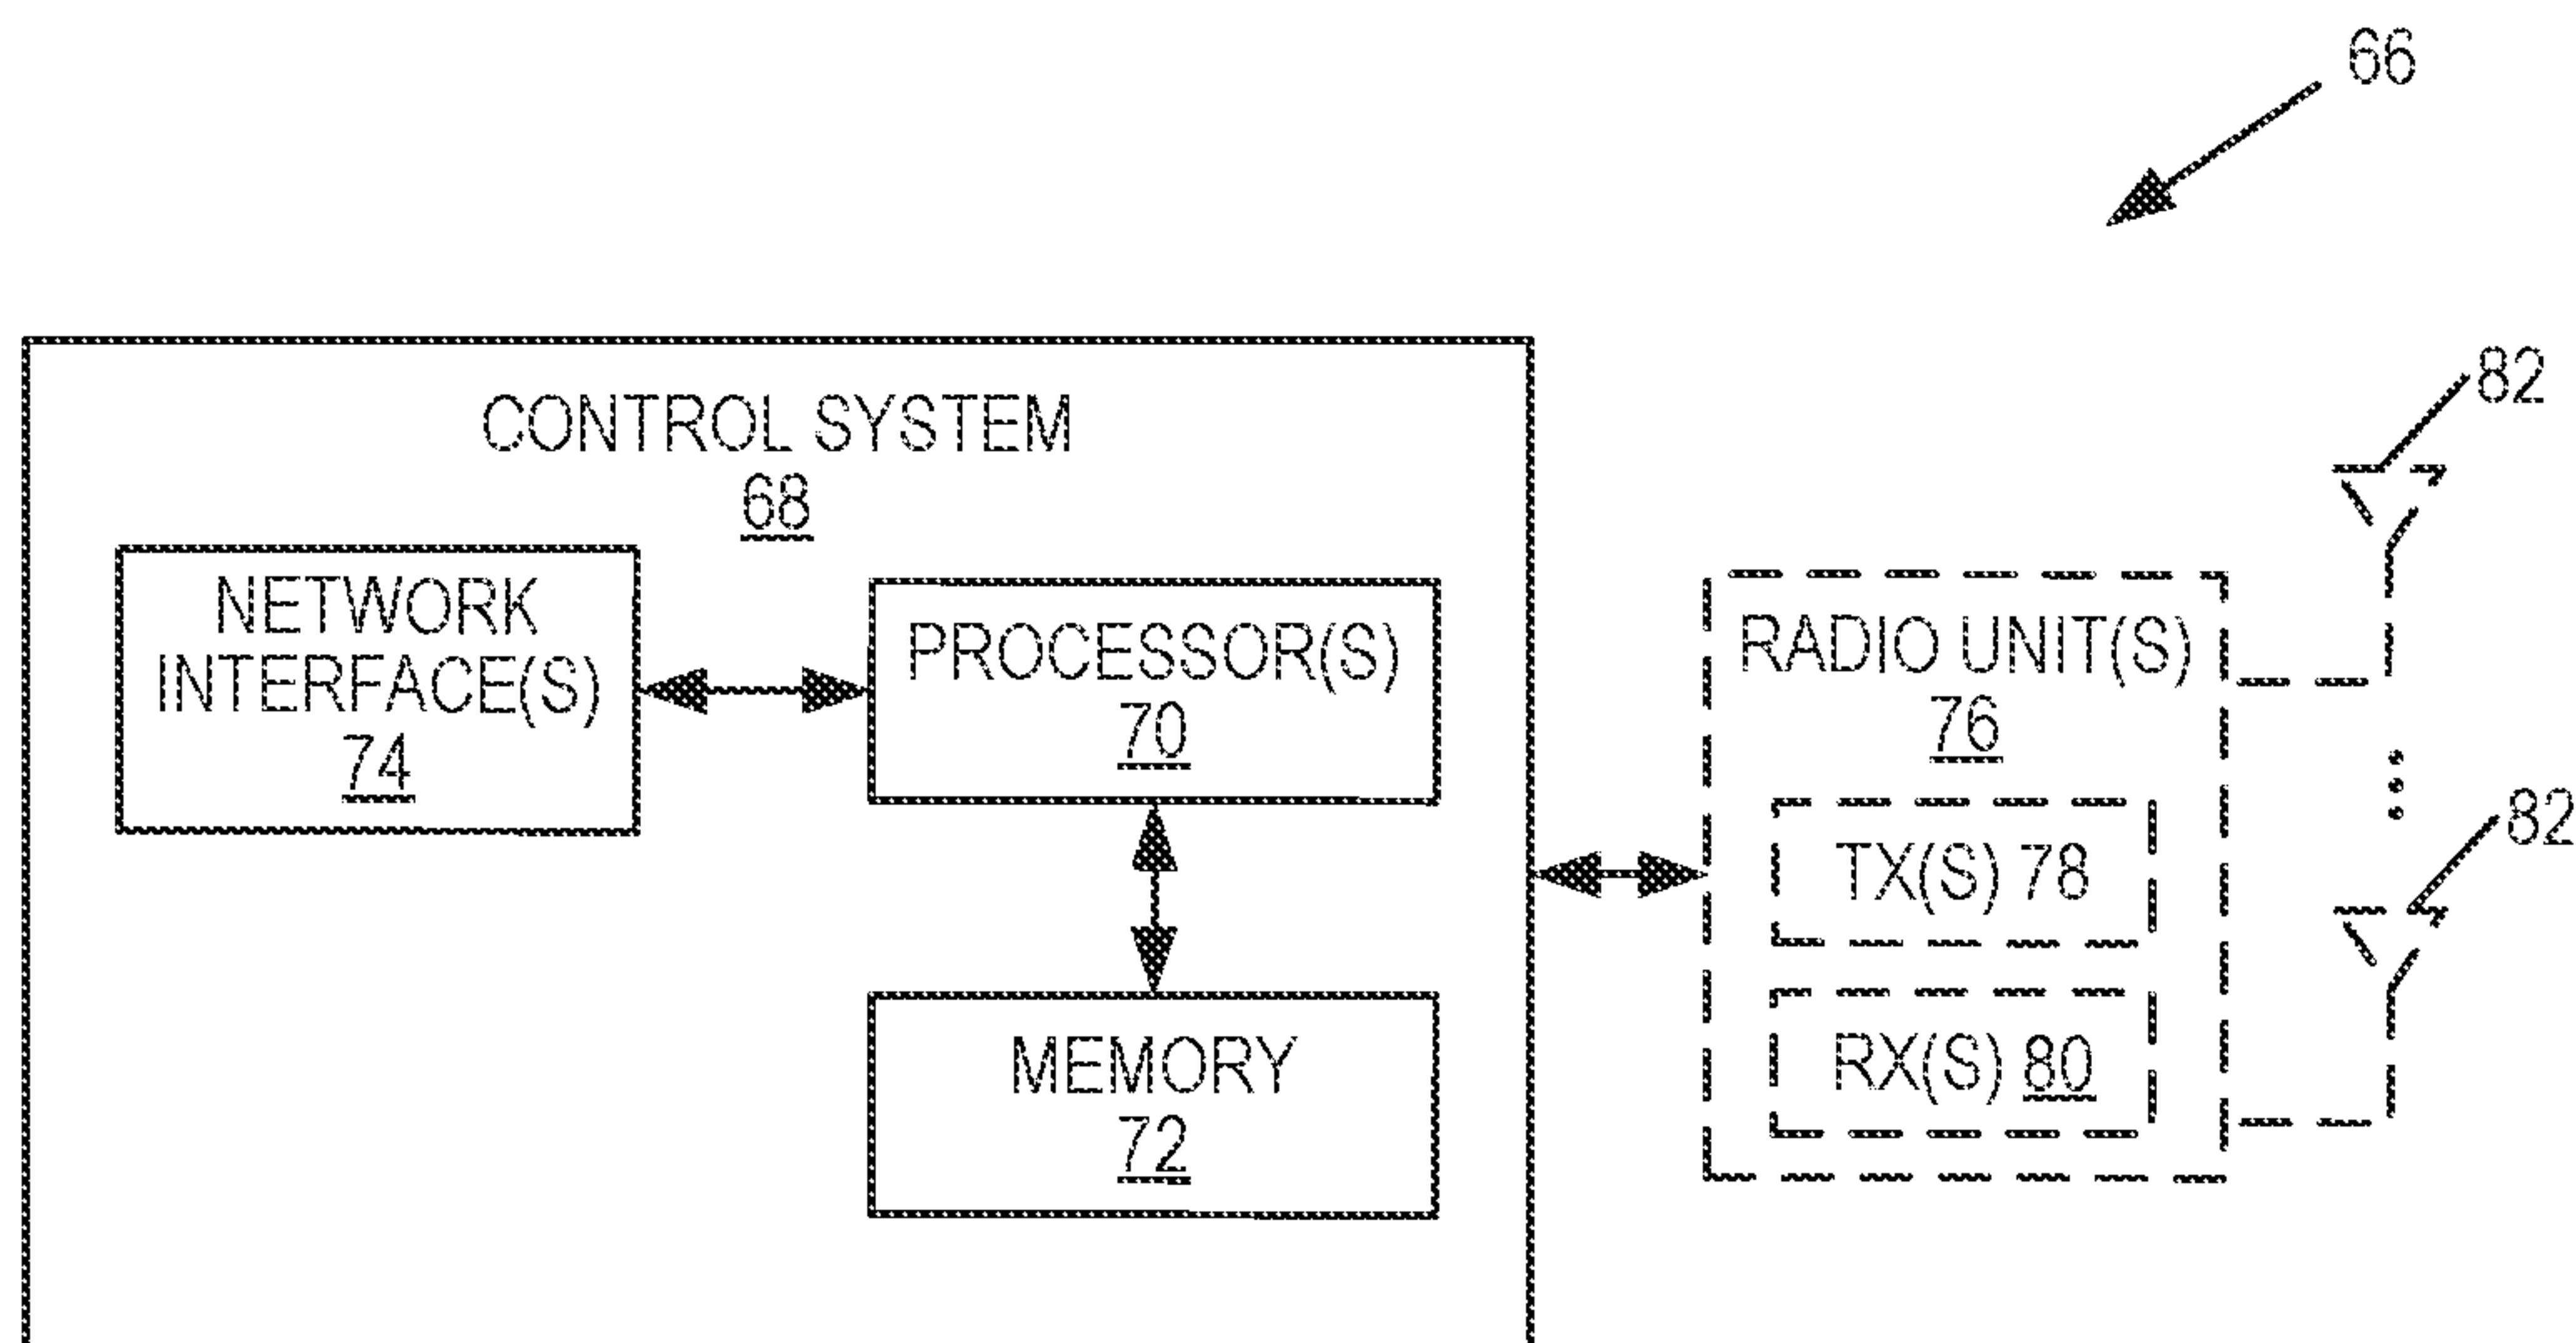 66
CONTROL SYSTEM
68
NETWORK
INTERFACE(S)
74
PROCESSOR(S)
70
MEMORY
72
RADIO UNIT(S)
76
TX(S) 78
RX(S) 80
82
82